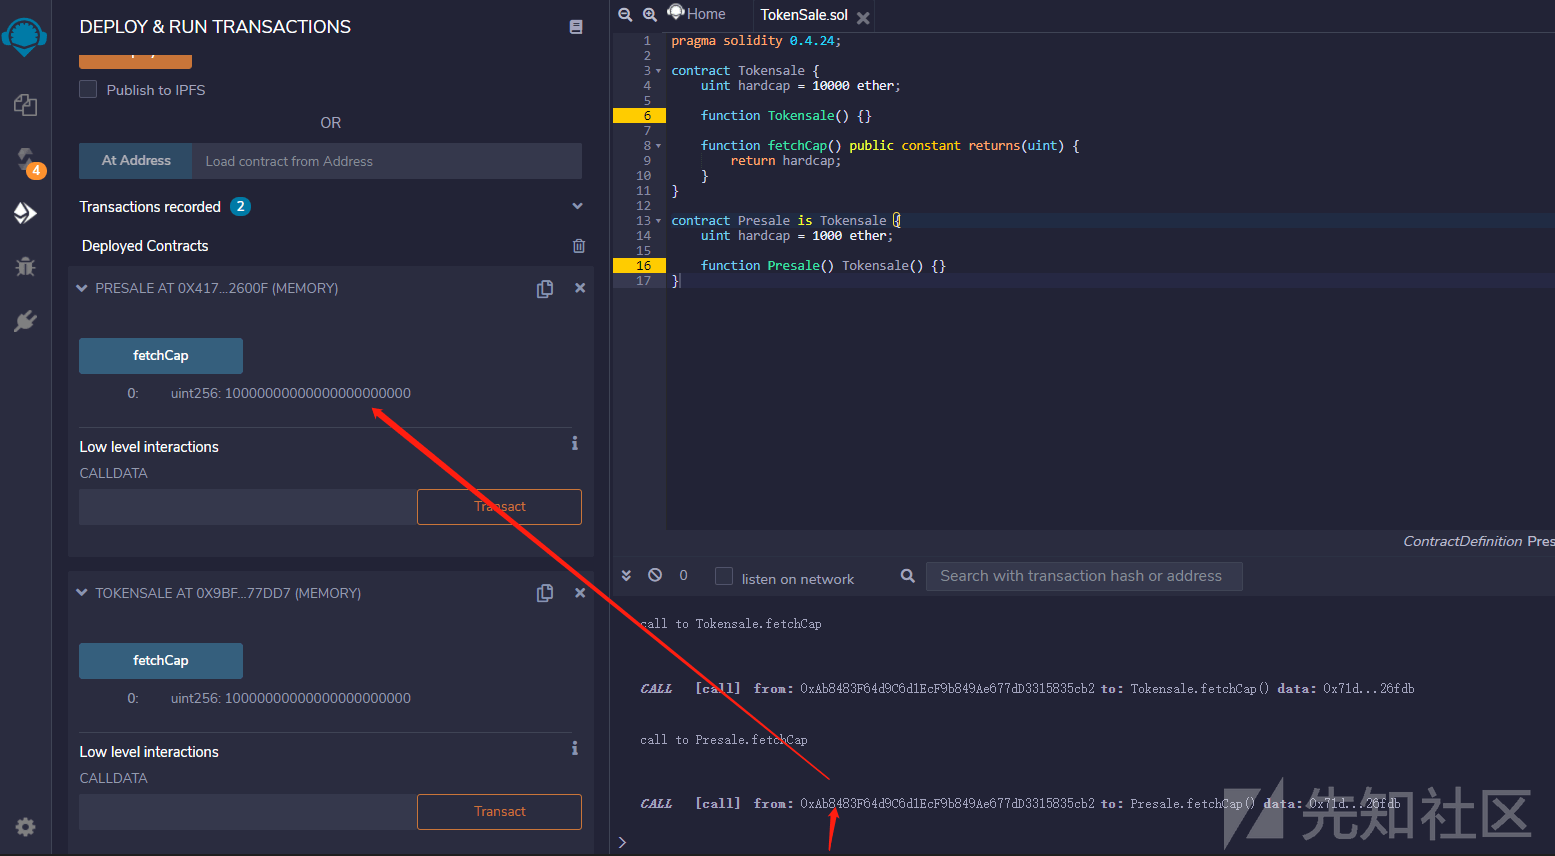 DEPLOY & RUN TRANSACTIONS
Publish to IPFS
OR
At Address
Load contract from Address
4
Transactions recorded 2
Deployed Contracts
PRESALE AT 0X417...2600F (MEMORY)
fetchCap
0: uint256: 10000000000000000000000
Low level interactions
CALLDATA
Transact
TOKENSALE AT 0X9BF...77DD7 (MEMORY)
fetchCap
0: uint256: 10000000000000000000000
Low level interactions
CALLDATA
Transact
Home
TokenSale.sol
1 pragma solidity 0.4.24;
2
3 contract Tokensale {
4 uint hardcap = 10000 ether;
5
6 function Tokensale() {}
7
8 function fetchCap() public constant returns(uint) {
9 return hardcap;
10 }
11 }
12
13 contract Presale is Tokensale {
14 uint hardcap = 1000 ether;
15
16 function Presale() Tokensale() {}
17 }
ContractDefinition Pres
0
listen on network
Search with transaction hash or address
call to Tokensale.fetchCap
CALL [call] from: 0xAb8483F64d9C6d1EcF9b849Ae677dD3315835cb2 to: Tokensale.fetchCap() data: 0x71d...26fdb
call to Presale.fetchCap
CALL [call] from: 0xAb8483F64d9C6d1EcF9b849Ae677dD3315835cb2 to: Presale.fetchCap() data: 0x71d...26fdb
>
先知社区